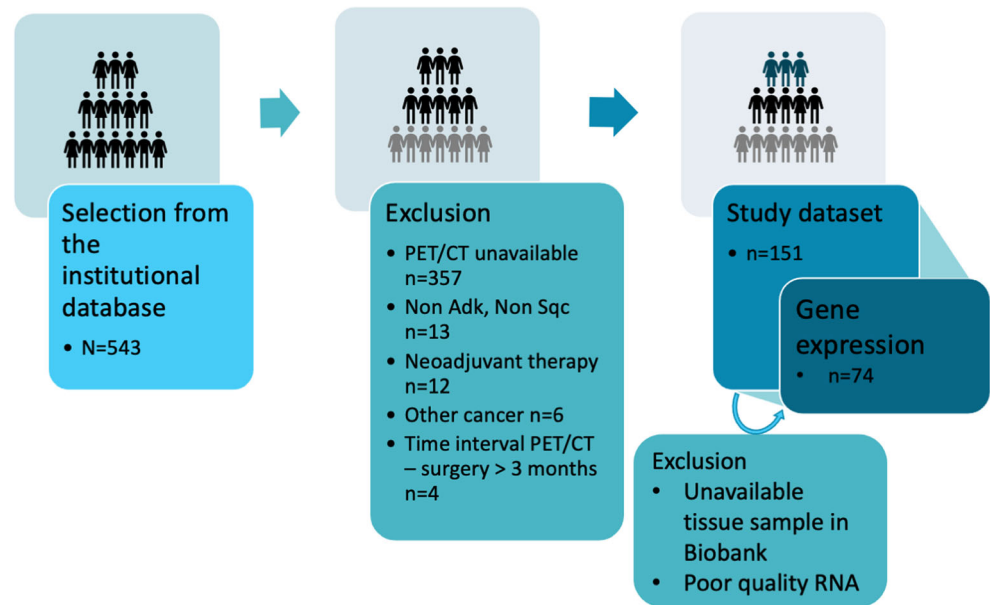 Selection from
the
institutional
database
• N=543
Exclusion
• PET/CT unavailable
n=357
• Non Adk, Non Sqc
n=13
• Neoadjuvant therapy
n=12
• Other cancer n=6
• Time interval PET/CT
– surgery > 3 months
n=4
Study dataset
• n=151
Gene
expression
• n=74
Exclusion
• Unavailable
tissue sample in
Biobank
• Poor quality RNA